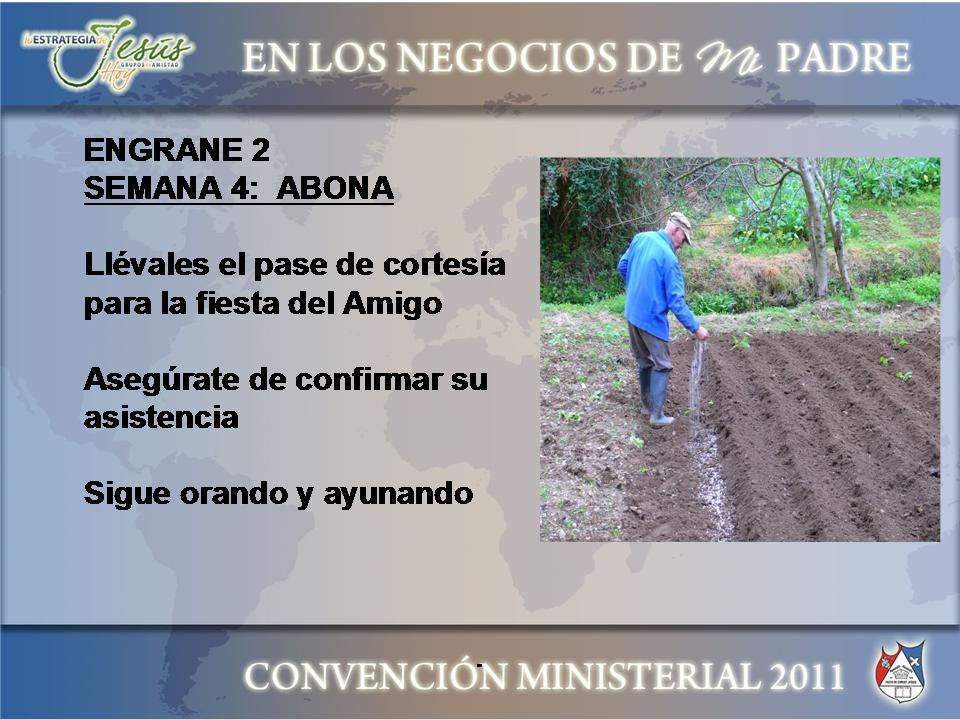 la ESTRATEGIA de
Jesús
GRUPOS de AMISTAD
Hoy
EN LOS NEGOCIOS DE Mi PADRE
ENGRANE 2
SEMANA 4: ABONA
Llévales el pase de cortesía
para la fiesta del Amigo
Asegúrate de confirmar su
asistencia
Sigue orando y ayunando
CONVENCIÓN MINISTERIAL 2011